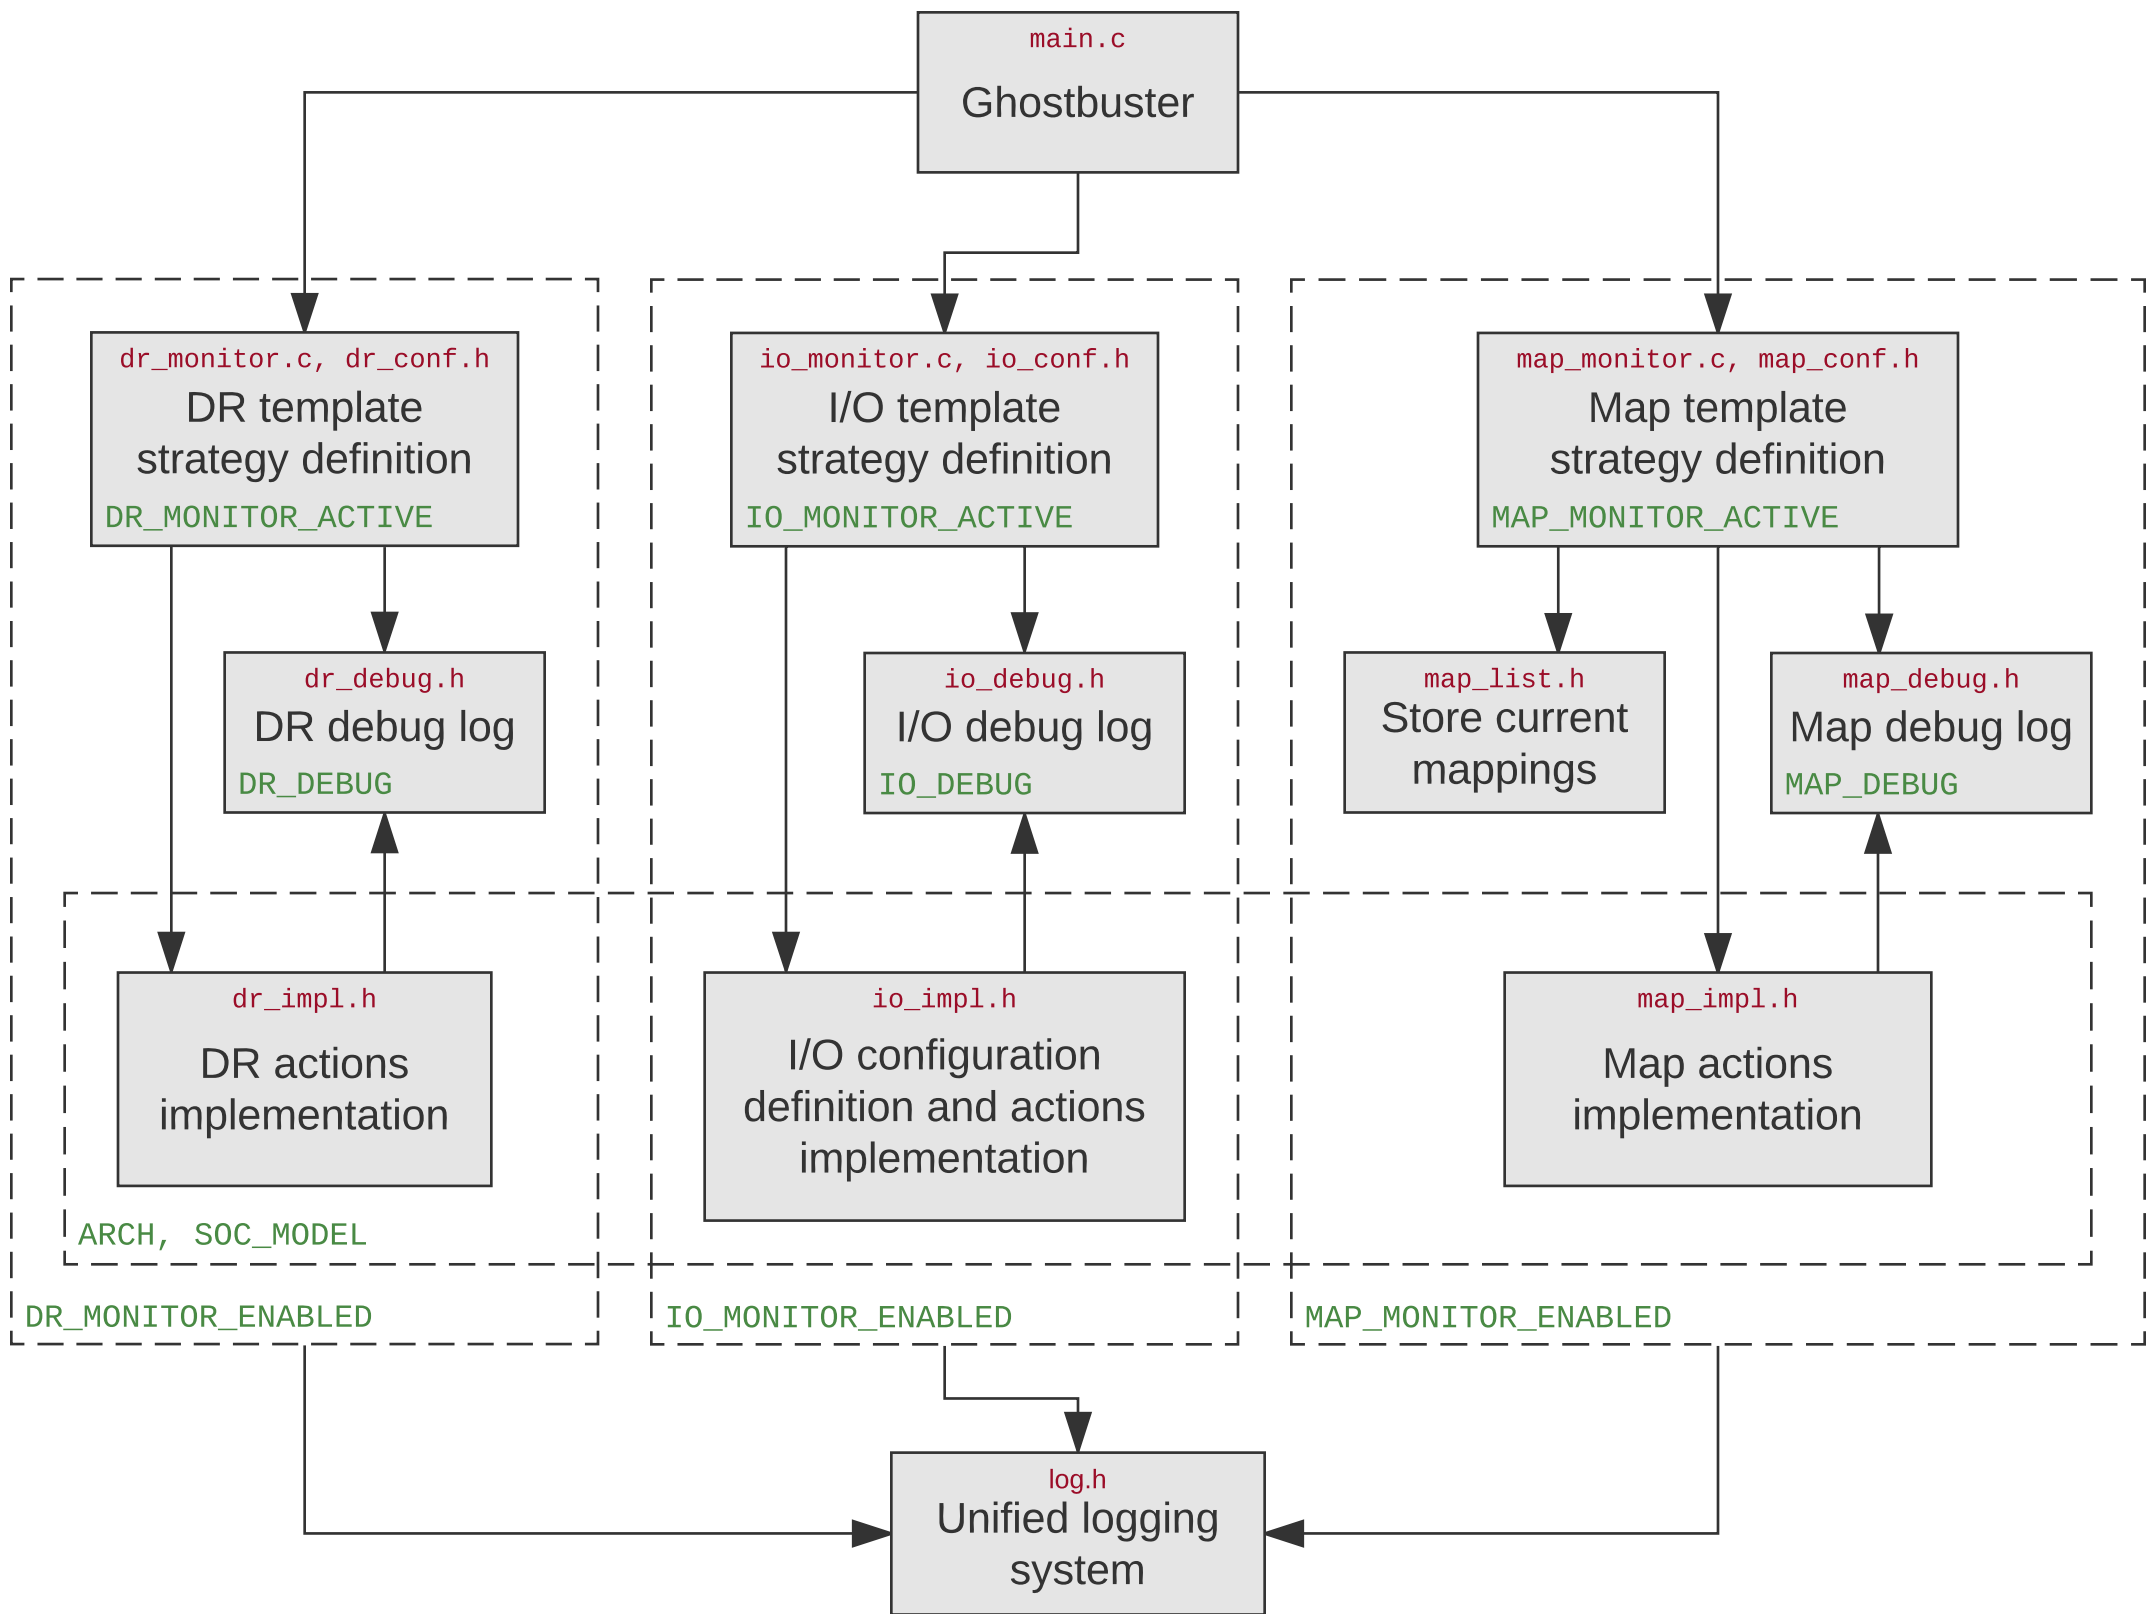 main.c
Ghostbuster
dr_monitor.c, dr_conf.h
DR template
strategy definition
DR_MONITOR_ACTIVE
io_monitor.c, io_conf.h
I/O template
strategy definition
IO_MONITOR_ACTIVE
map_monitor.c, map_conf.h
Map template
strategy definition
MAP_MONITOR_ACTIVE
dr_debug.h
DR debug log
DR_DEBUG
io_debug.h
I/O debug log
IO_DEBUG
map_list.h
Store current
mappings
map_debug.h
Map debug log
MAP_DEBUG
dr_impl.h
DR actions
implementation
io_impl.h
I/O configuration
definition and actions
implementation
map_impl.h
Map actions
implementation
ARCH, SOC_MODEL
DR_MONITOR_ENABLED
IO_MONITOR_ENABLED
MAP_MONITOR_ENABLED
log.h
Unified logging
system